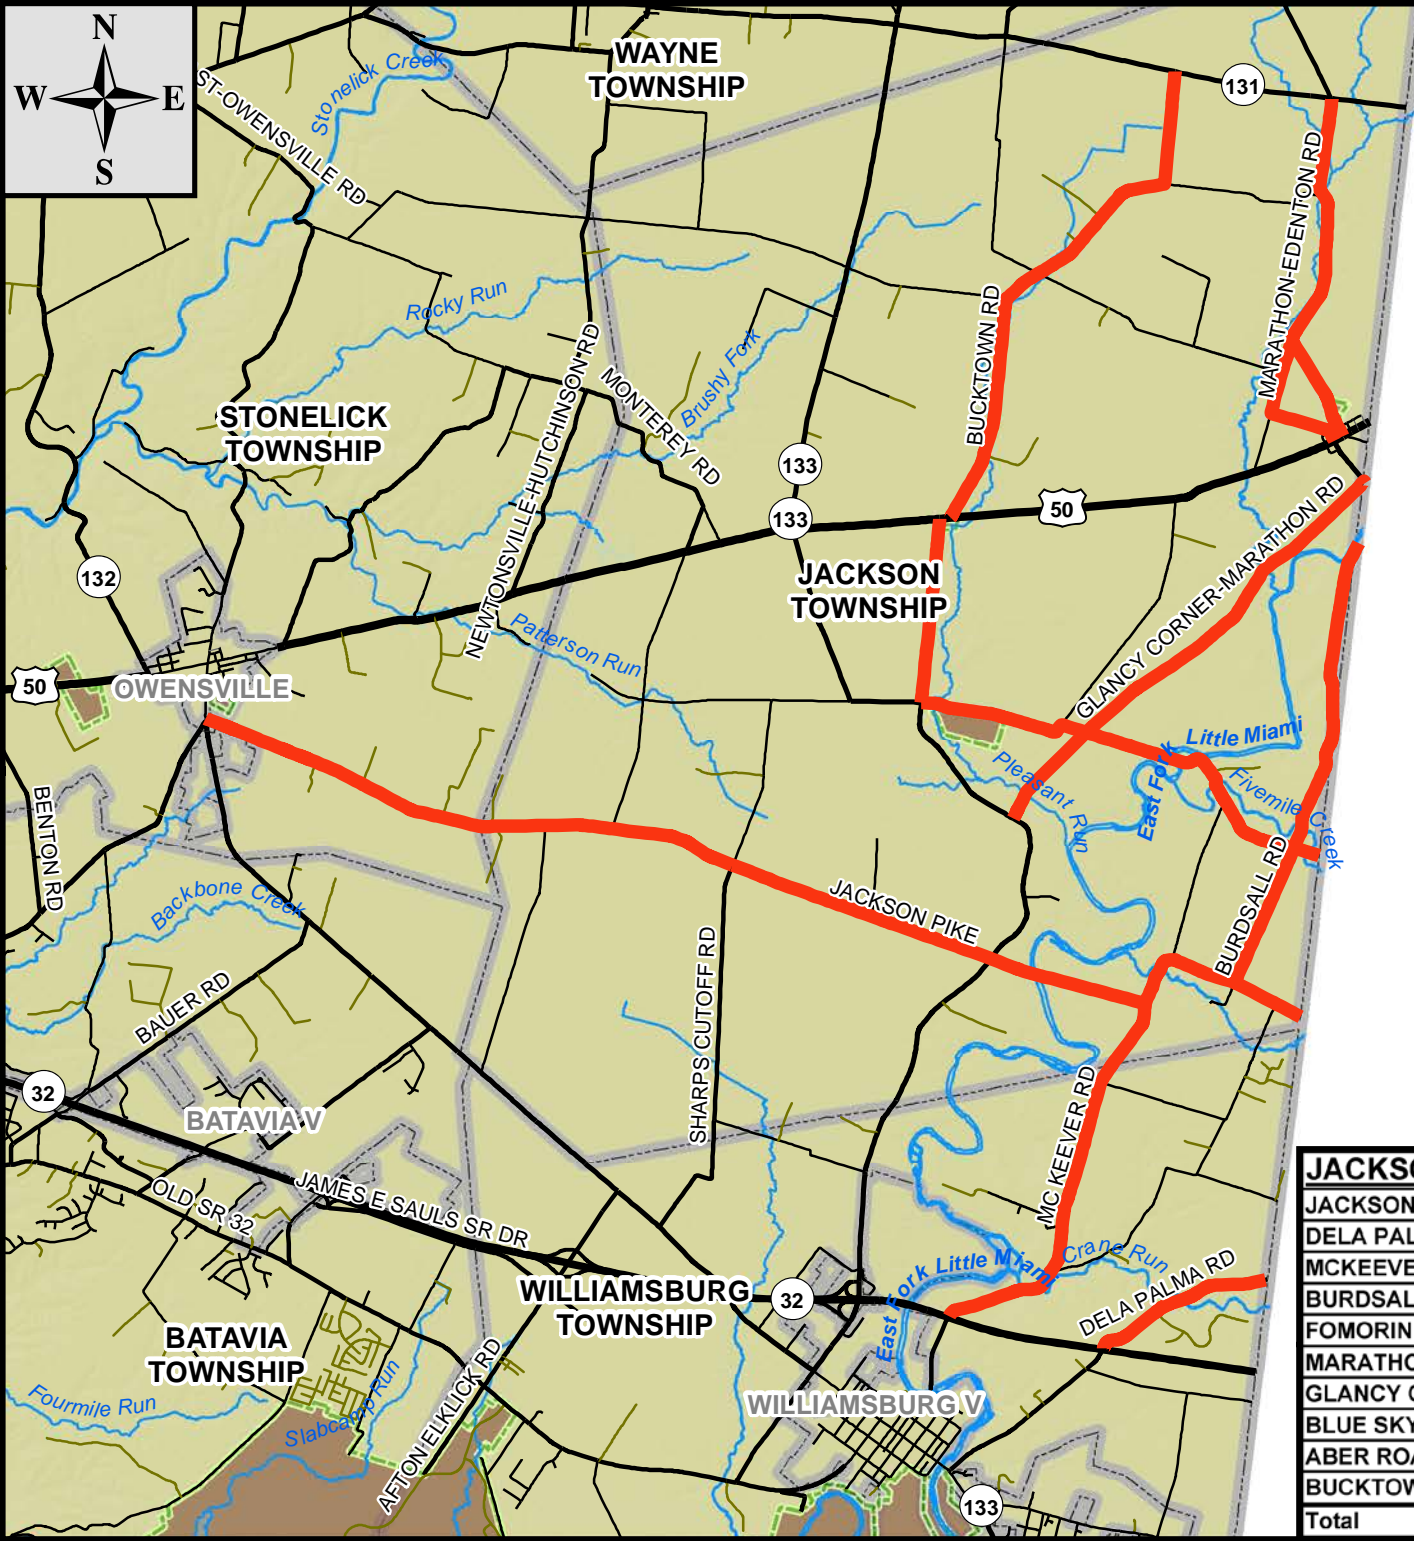 N
W E
S
WAYNE
TOWNSHIP
131
Stonelick Creek
ST-OWENSVILLE RD
MARATHON-EDENTON RD
Rocky Run
BUCKTOWN RD
NEWTONSVILLE-HUTCHINSON RD
Brushy Fork
MONTEREY RD
STONELICK
TOWNSHIP
133
133
50
GLANCY CORNER-MARATHON RD
132
JACKSON
TOWNSHIP
Patterson Run
50
OWENSVILLE
Little Miami
East Fork
Pleasant Run
Fivemile Creek
BENTON RD
Backbone Creek
JACKSON PIKE
BURDSALL RD
BAUER RD
SHARPS CUTOFF RD
32
BATAVIA V
MC KEEVER RD
OLD SR 32
JAMES E SAULS SR DR
East Fork Little Miami
Crane Run
DELA PALMA RD
WILLIAMSBURG
TOWNSHIP
32
BATAVIA
TOWNSHIP
AFTON ELKLICK RD
Fourmile Run
Slabcamp Run
WILLIAMSBURG V
133
JACKSO
JACKSON
DELA PAL
MCKEEVE
BURDSAL
FOMORIN
MARATHO
GLANCY C
BLUE SKY
ABER ROA
BUCKTOW
Total